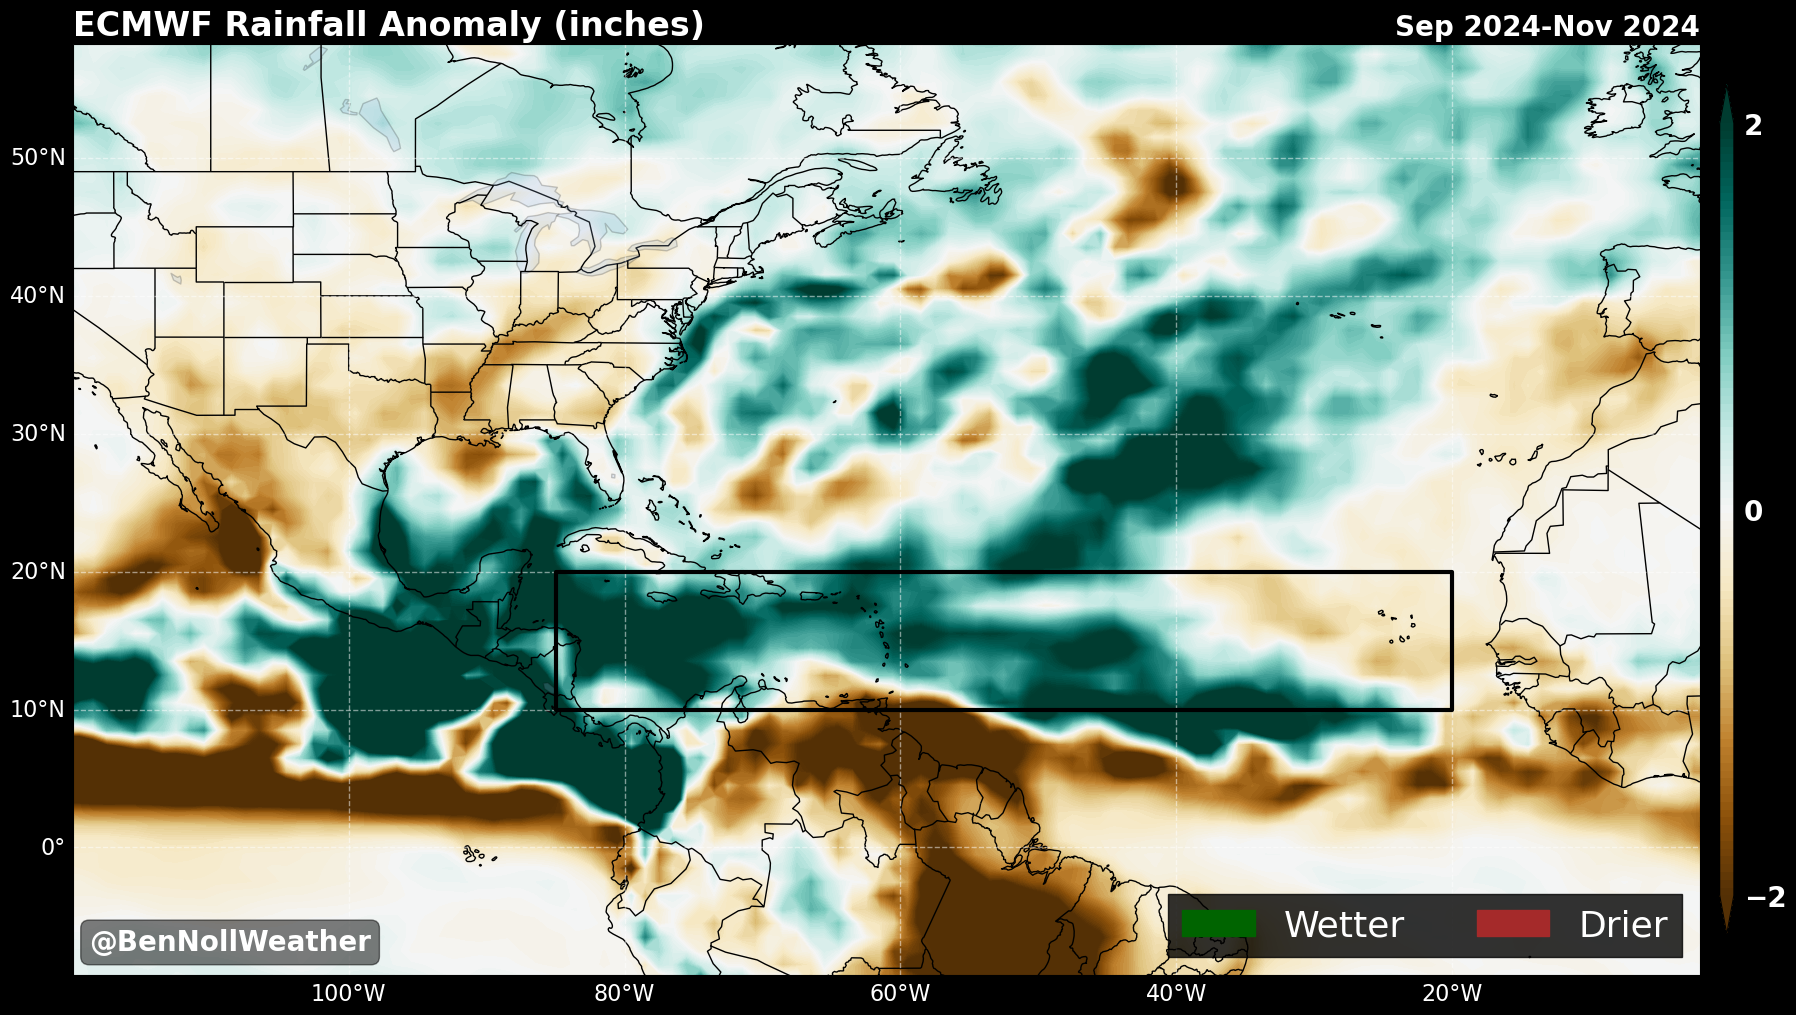 ECMWF Rainfall Anomaly (inches)
Sep 2024-Nov 2024
50°N
40°N
30°N
20°N
10°N
0°
100°W
80°W
60°W
40°W
20°W
2
0
−2
@BenNollWeather
Wetter
Drier